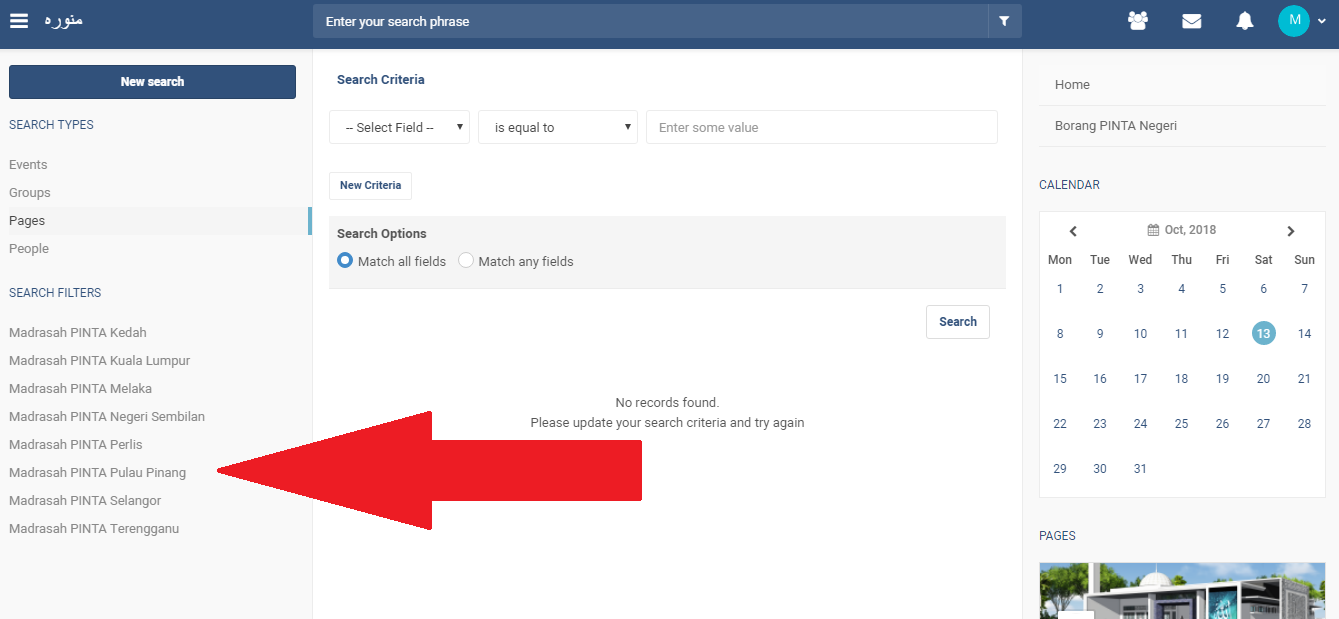 منوره
Enter your search phrase
M
New search
SEARCH TYPES
Events
Groups
Pages
People
SEARCH FILTERS
Madrasah PINTA Kedah
Madrasah PINTA Kuala Lumpur
Madrasah PINTA Melaka
Madrasah PINTA Negeri Sembilan
Madrasah PINTA Perlis
Madrasah PINTA Pulau Pinang
Madrasah PINTA Selangor
Madrasah PINTA Terengganu
Search Criteria
-- Select Field -- is equal to Enter some value
New Criteria
Search Options
Match all fields Match any fields
Search
No records found.
Please update your search criteria and try again
Home
Borang PINTA Negeri
CALENDAR
Oct, 2018
Mon Tue Wed Thu Fri Sat Sun
1 2 3 4 5 6 7
8 9 10 11 12 13 14
15 16 17 18 19 20 21
22 23 24 25 26 27 28
29 30 31
PAGES